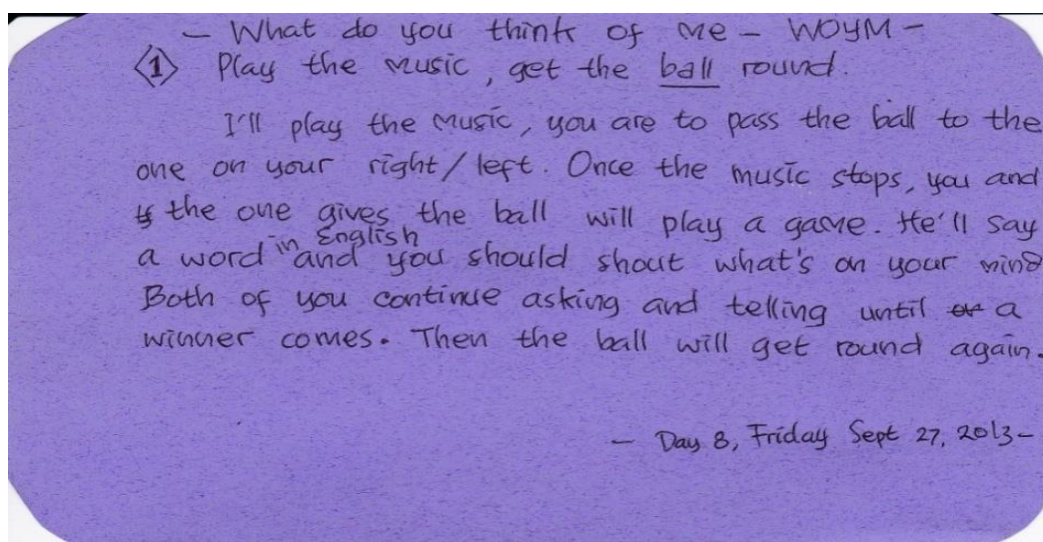 - What do you think of me - WOYM -
1 Play the music, get the ball round.
I'll play the music, you are to pass the ball to the
one on your right/left. Once the music stops, you and
the one gives the ball will play a game. He'll say
a word in English and you should shout what's on your mind
Both of you continue asking and telling until a
winner comes. Then the ball will get round again.
- Day 8, Friday Sept 27, 2013 -